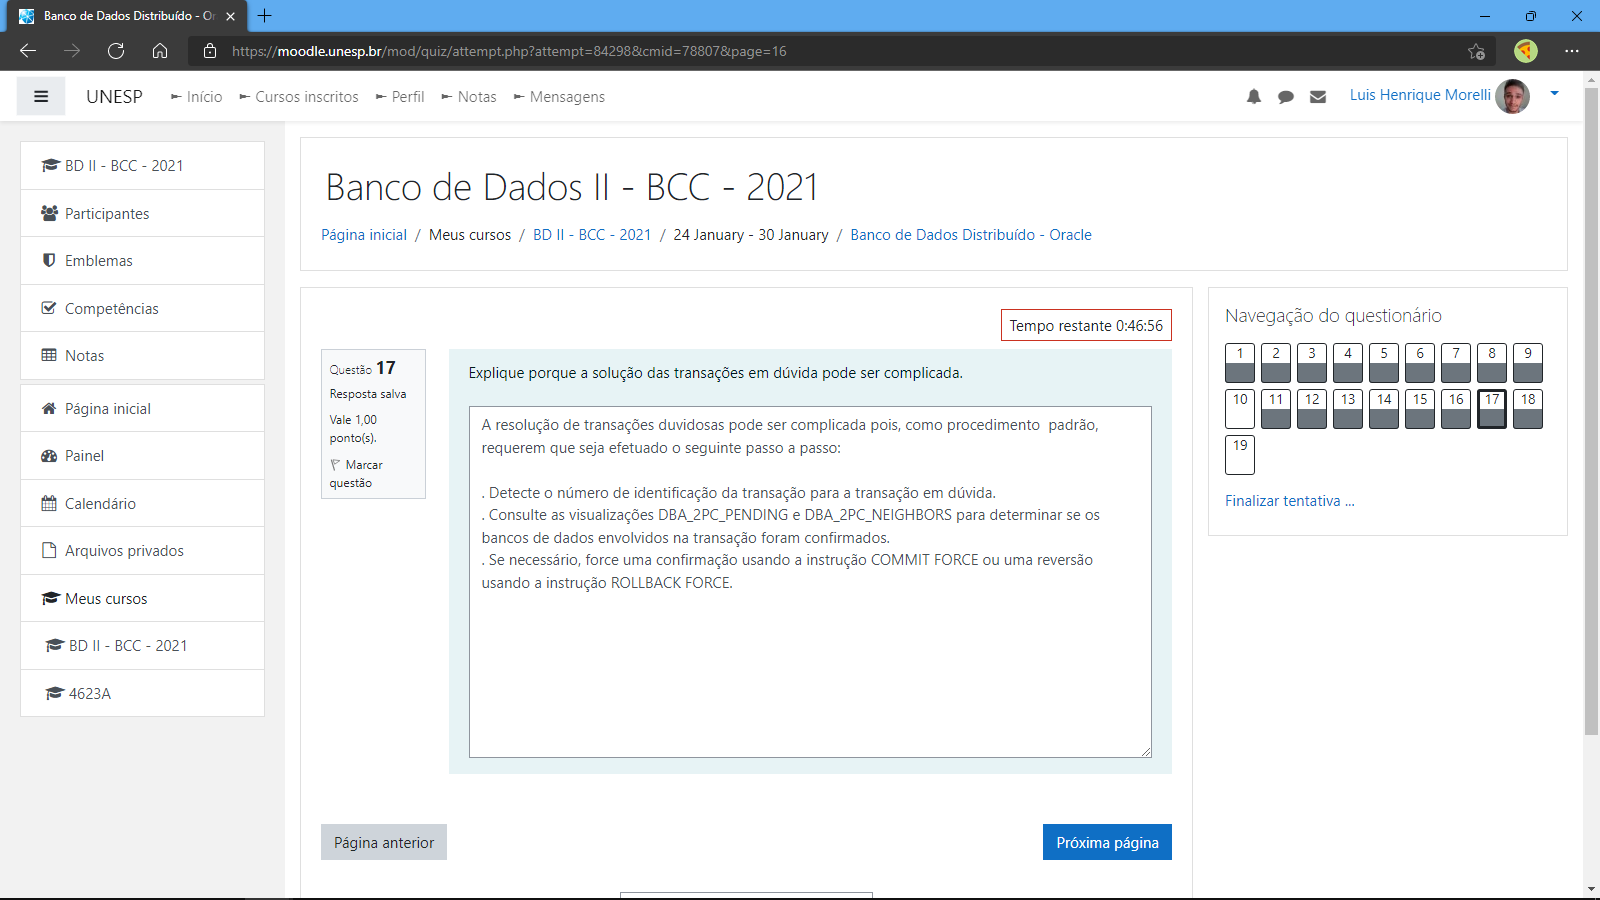 Banco de Dados Distribuído - Or
https://moodle.unesp.br/mod/quiz/attempt.php?attempt=84298&cmid=78807&page=16
UNESP
Início
Cursos inscritos
Perfil
Notas
Mensagens
Luis Henrique Morelli
BD II - BCC - 2021
Participantes
Emblemas
Competências
Notas
Página inicial
Painel
Calendário
Arquivos privados
Meus cursos
BD II - BCC - 2021
4623A
Banco de Dados II - BCC - 2021
Página inicial / Meus cursos / BD II - BCC - 2021 / 24 January - 30 January / Banco de Dados Distribuído - Oracle
Tempo restante 0:46:56
Questão 17
Resposta salva
Vale 1,00
ponto(s).
Marcar
questão
Explique porque a solução das transações em dúvida pode ser complicada.
A resolução de transações duvidosas pode ser complicada pois, como procedimento  padrão,
requerem que seja efetuado o seguinte passo a passo:
. Detecte o número de identificação da transação para a transação em dúvida.
. Consulte as visualizações DBA_2PC_PENDING e DBA_2PC_NEIGHBORS para determinar se os
bancos de dados envolvidos na transação foram confirmados.
. Se necessário, force uma confirmação usando a instrução COMMIT FORCE ou uma reversão
usando a instrução ROLLBACK FORCE.
Página anterior
Próxima página
Navegação do questionário
1 2 3 4 5 6 7 8 9
10 11 12 13 14 15 16 17 18
19
Finalizar tentativa ...